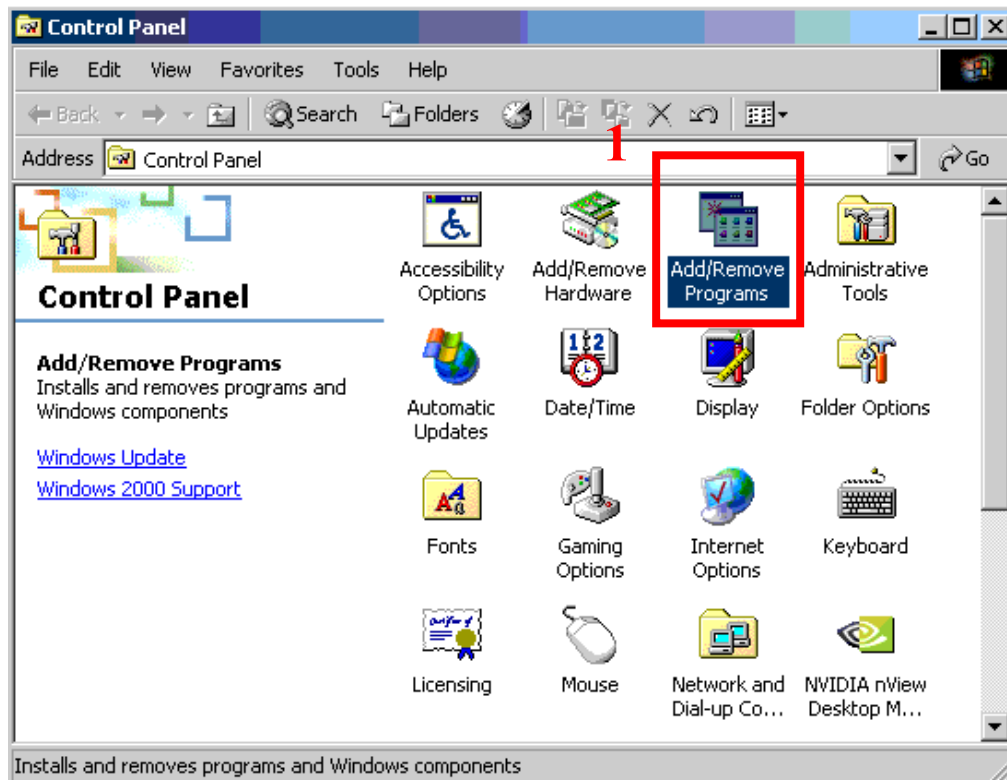 Control Panel
File Edit View Favorites Tools Help
Back Search Folders
1
Address Control Panel Go
Control Panel
Add/Remove Programs
Installs and removes programs and
Windows components
Windows Update
Windows 2000 Support
Accessibility
Options
Add/Remove
Hardware
Add/Remove
Programs
Administrative
Tools
Automatic
Updates
Date/Time
12
Display
Folder Options
Fonts
Gaming
Options
Internet
Options
Keyboard
Licensing
Mouse
Network and
Dial-up Co...
NVIDIA nView
Desktop M...
Installs and removes programs and Windows components